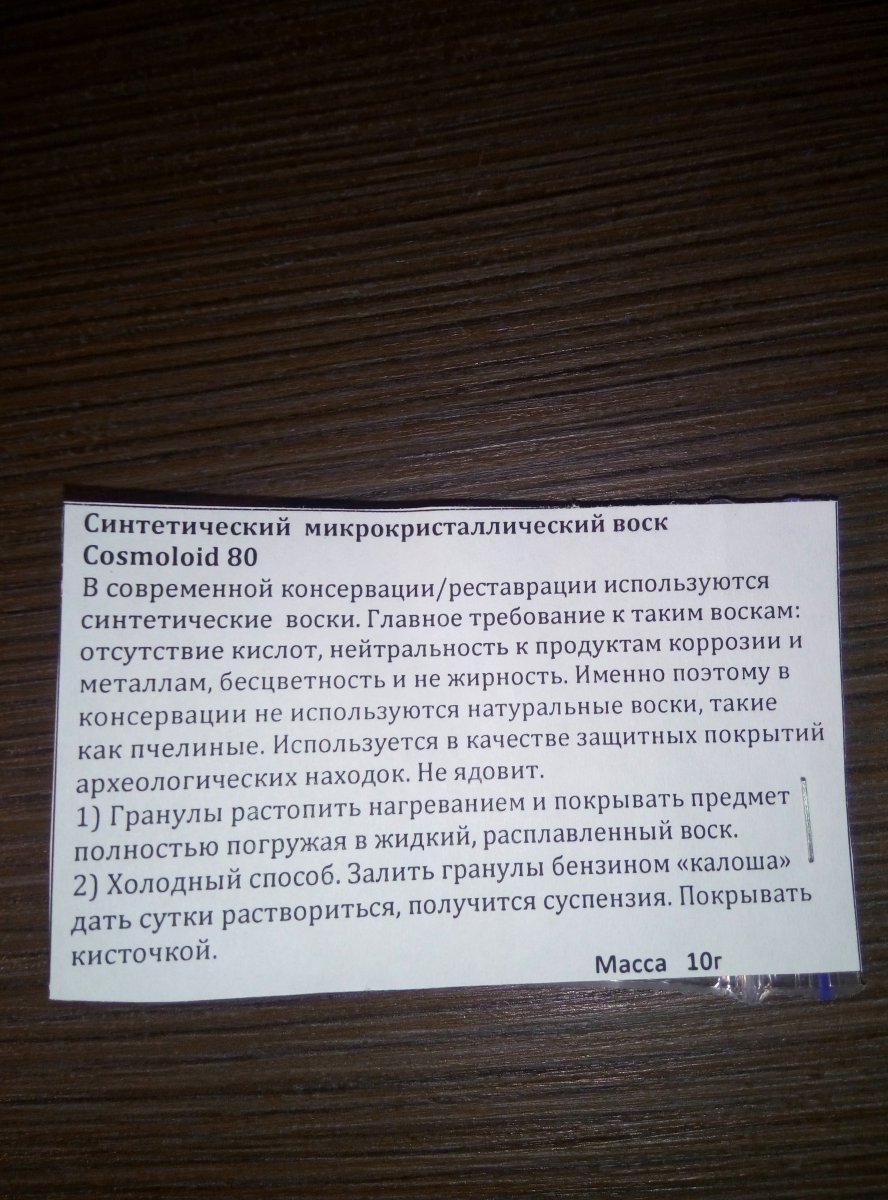 Синтетический микрокристаллический воск
Cosmoloid 80
В современной консервации/реставрации используются
синтетические воски. Главное требование к таким воскам:
отсутствие кислот, нейтральность к продуктам коррозии и
металлам, бесцветность и не жирность. Именно поэтому в
консервации не используются натуральные воски, такие
как пчелиные. Используется в качестве защитных покрытий
археологических находок. Не ядовит.
1) Гранулы растопить нагреванием и покрывать предмет
полностью погружая в жидкий, расплавленный воск.
2) Холодный способ. Залить гранулы бензином «калоша»
дать сутки раствориться, получится суспензия. Покрывать
кисточкой.
Масса 10г